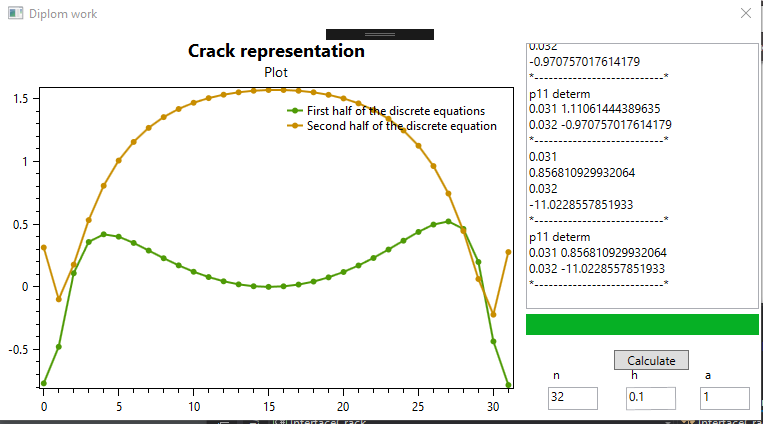 Diplom work
Crack representation
Plot
First half of the discrete equations
Second half of the discrete equation
1.5
1
0.5
0
-0.5
0
5
10
15
20
25
30
0.032
-0.970757017614179
*---------------------------*
p11 determ
0.031 1.11061444389635
0.032 -0.970757017614179
*---------------------------*
0.031
0.856810929932064
0.032
-11.0228557851933
*---------------------------*
p11 determ
0.031 0.856810929932064
0.032 -11.0228557851933
*---------------------------*
Calculate
n h a
32 0.1 1